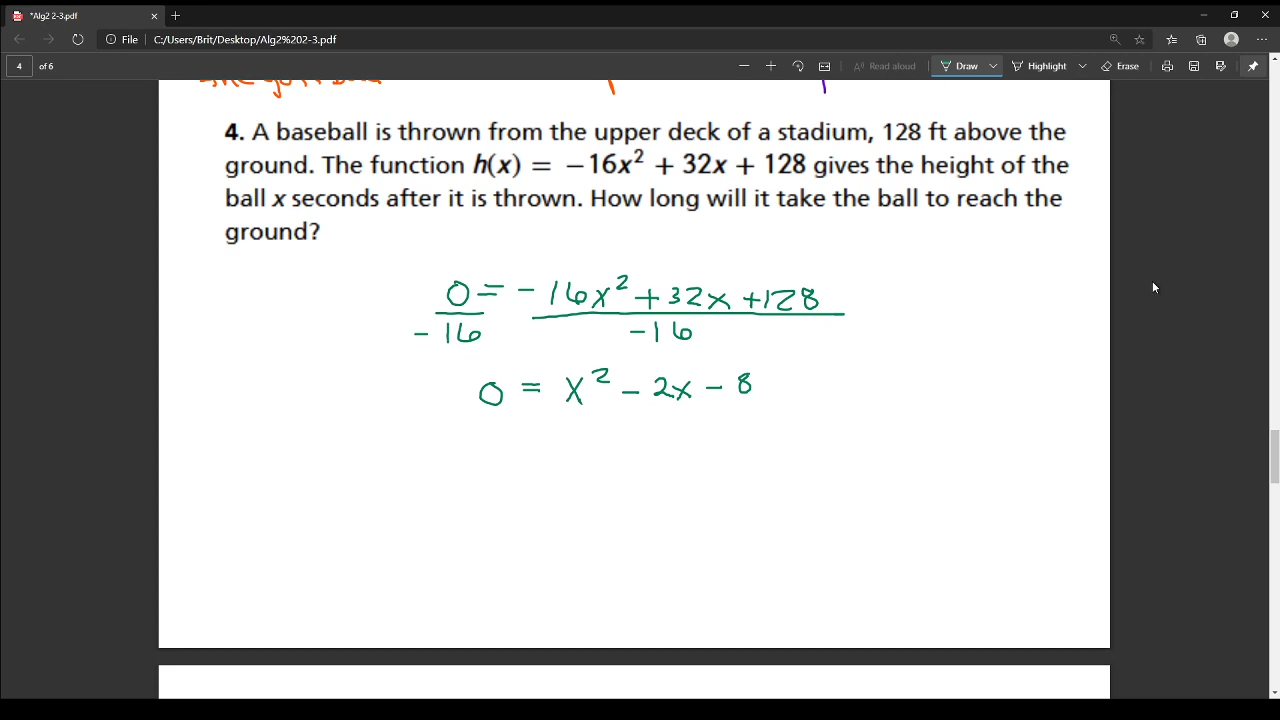 *Alg2 2-3.pdf
File C:/Users/Brit/Desktop/Alg2%202-3.pdf
4 of 6 Read aloud Draw Highlight Erase
4. A baseball is thrown from the upper deck of a stadium, 128 ft above the
ground. The function h(x) = −16x² + 32x + 128 gives the height of the
ball x seconds after it is thrown. How long will it take the ball to reach the
ground?
0 = - 16x² + 32x + 128
- 16 - 16
0 = x² - 2x - 8